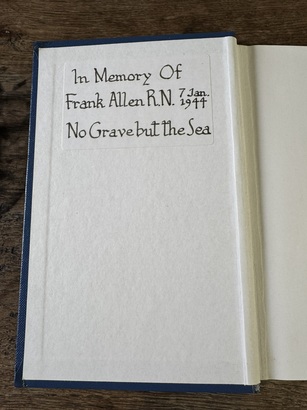 In Memory Of
Frank Allen R.N. 7 Jan. 1944
No Grave but the Sea